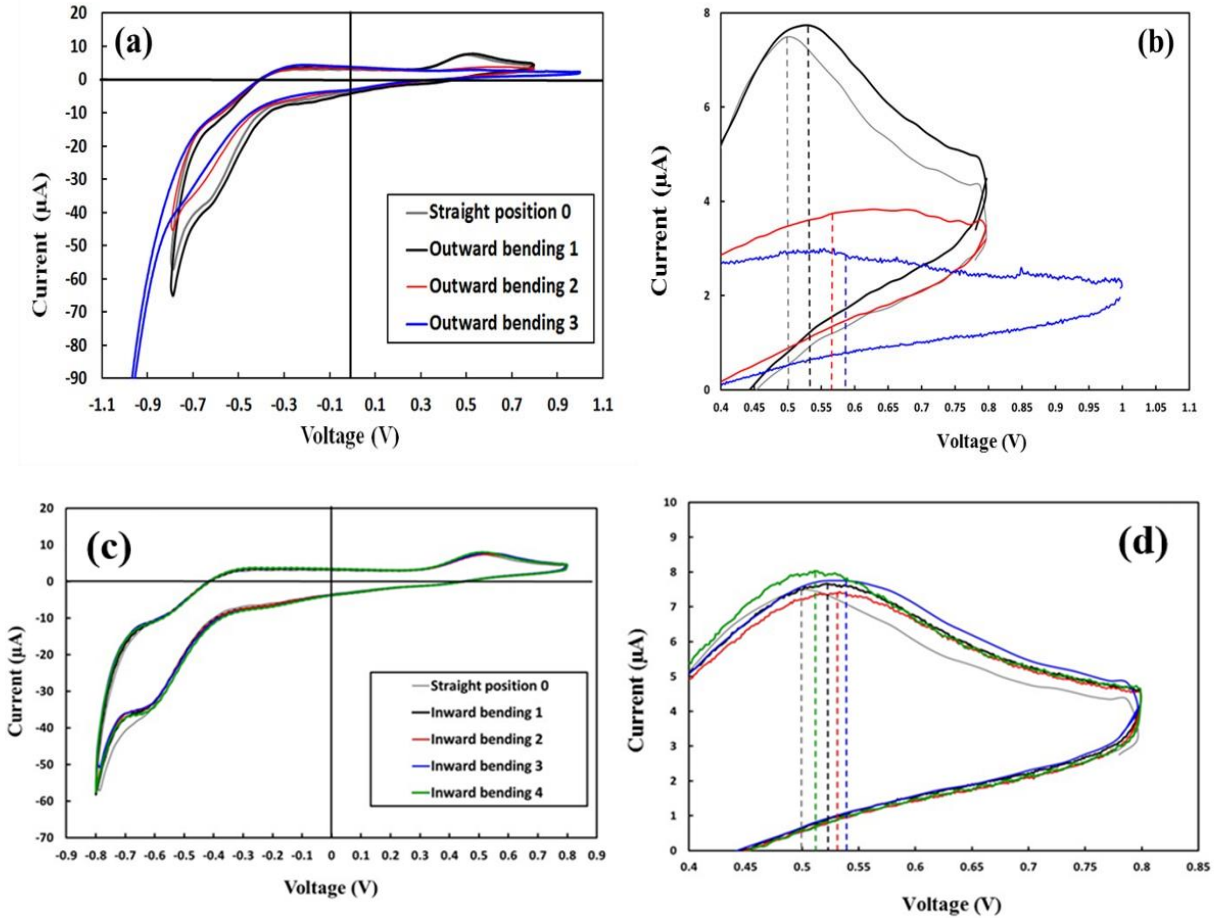 (a)
20
10
0
-10
-20
-30
-40
-50
-60
-70
-80
-90
Current (µA)
-1.1 -0.9 -0.7 -0.5 -0.3 -0.1 0.1 0.3 0.5 0.7 0.9 1.1
Voltage (V)
Straight position 0
Outward bending 1
Outward bending 2
Outward bending 3
(b)
8
6
4
2
0
Current (µA)
0.4 0.45 0.5 0.55 0.6 0.65 0.7 0.75 0.8 0.85 0.9 0.95 1 1.05 1.1
Voltage (V)
(c)
20
10
0
-10
-20
-30
-40
-50
-60
-70
Current (µA)
-0.9 -0.8 -0.7 -0.6 -0.5 -0.4 -0.3 -0.2 -0.1 0 0.1 0.2 0.3 0.4 0.5 0.6 0.7 0.8 0.9
Voltage (V)
Straight position 0
Inward bending 1
Inward bending 2
Inward bending 3
Inward bending 4
(d)
10
9
8
7
6
5
4
3
2
1
0
Current (µA)
0.4 0.45 0.5 0.55 0.6 0.65 0.7 0.75 0.8 0.85
Voltage (V)